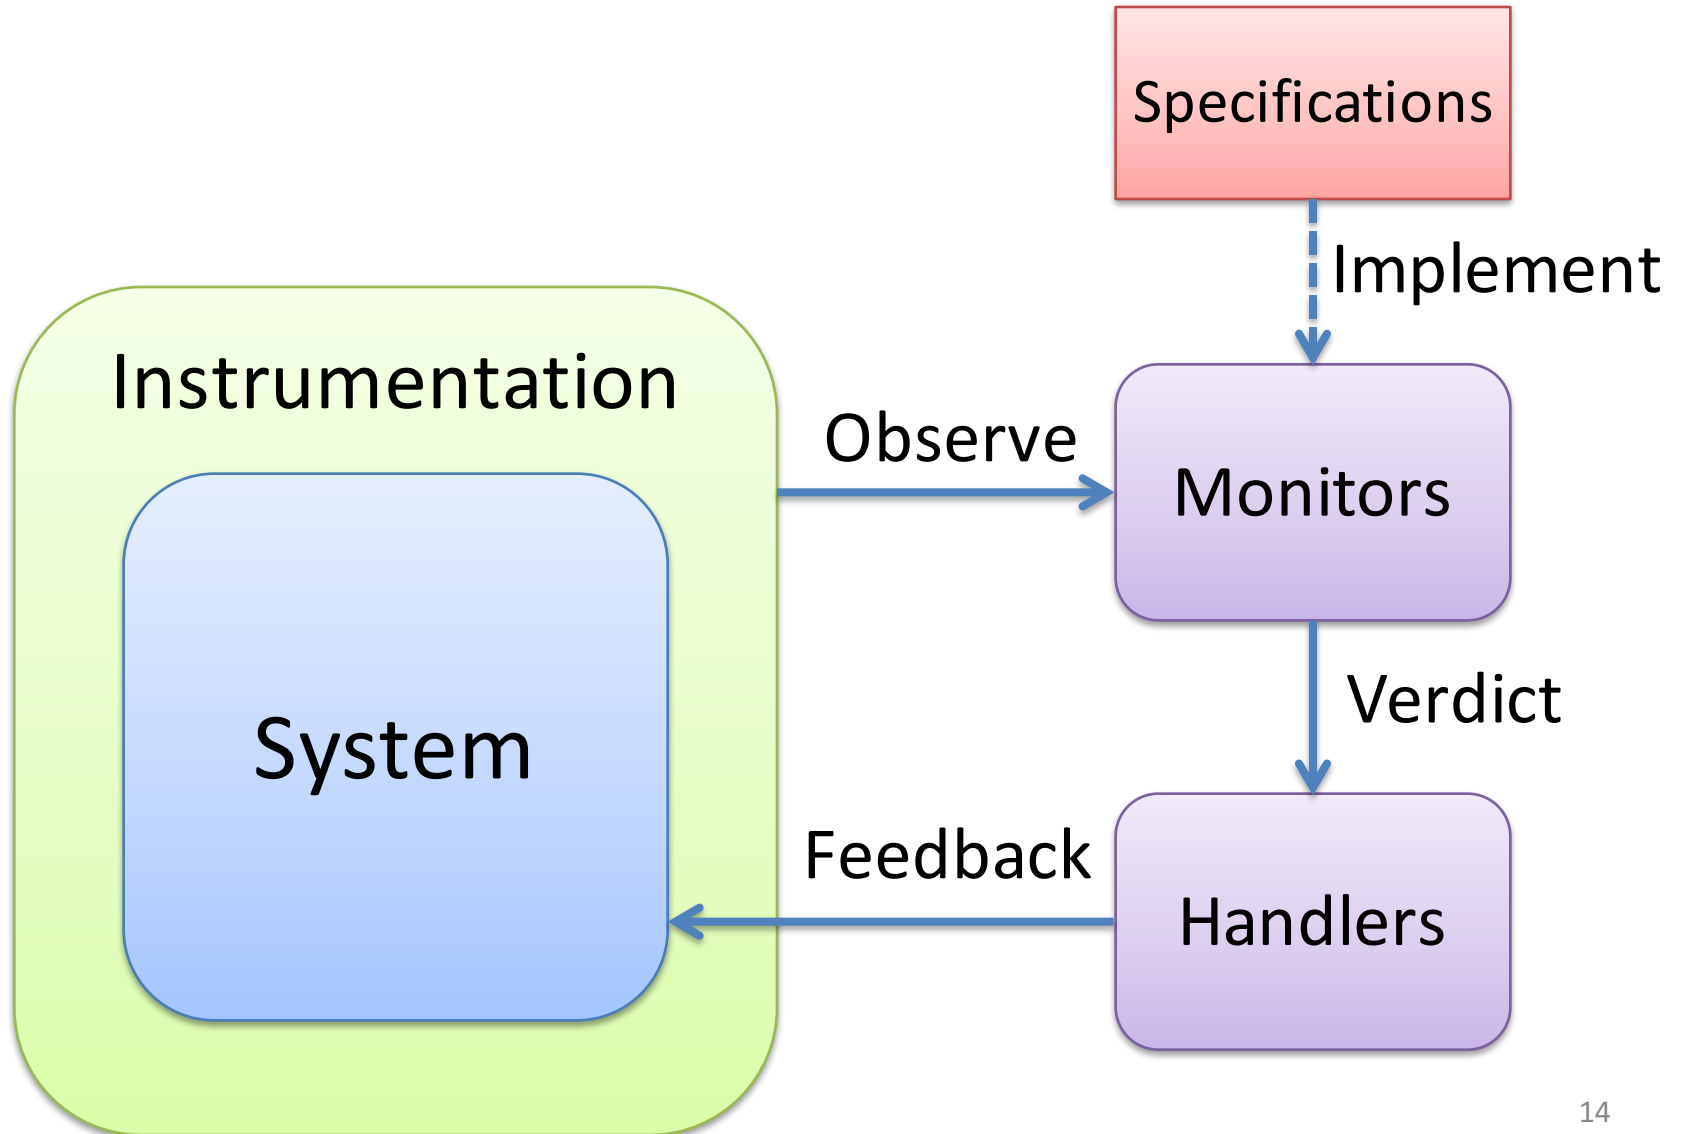 Specifications
Implement
Instrumentation
Observe
Monitors
System
Verdict
Feedback
Handlers
14